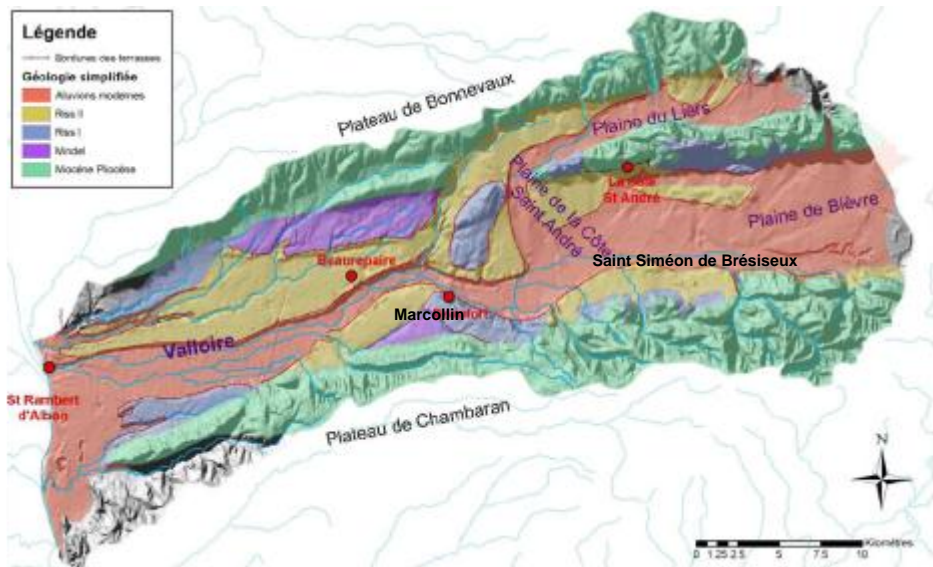 Légende
Bordures des terrasses
Géologie simplifiée
Alluvions modernes
Riss II
Riss I
Mindel
Miocène Pliocène
Plateau de Bonnevaux
Plaine du Liers
La Côte
St André
Plaine de la Côte
Saint André
Plaine de Bièvre
Saint Siméon de Brésiseux
Beaurepaire
Marcollin
Valloire
St Rambert
d'Albon
Plateau de Chambaran
N
Kilomètres
0 1.25 2.5 5 7.5 10